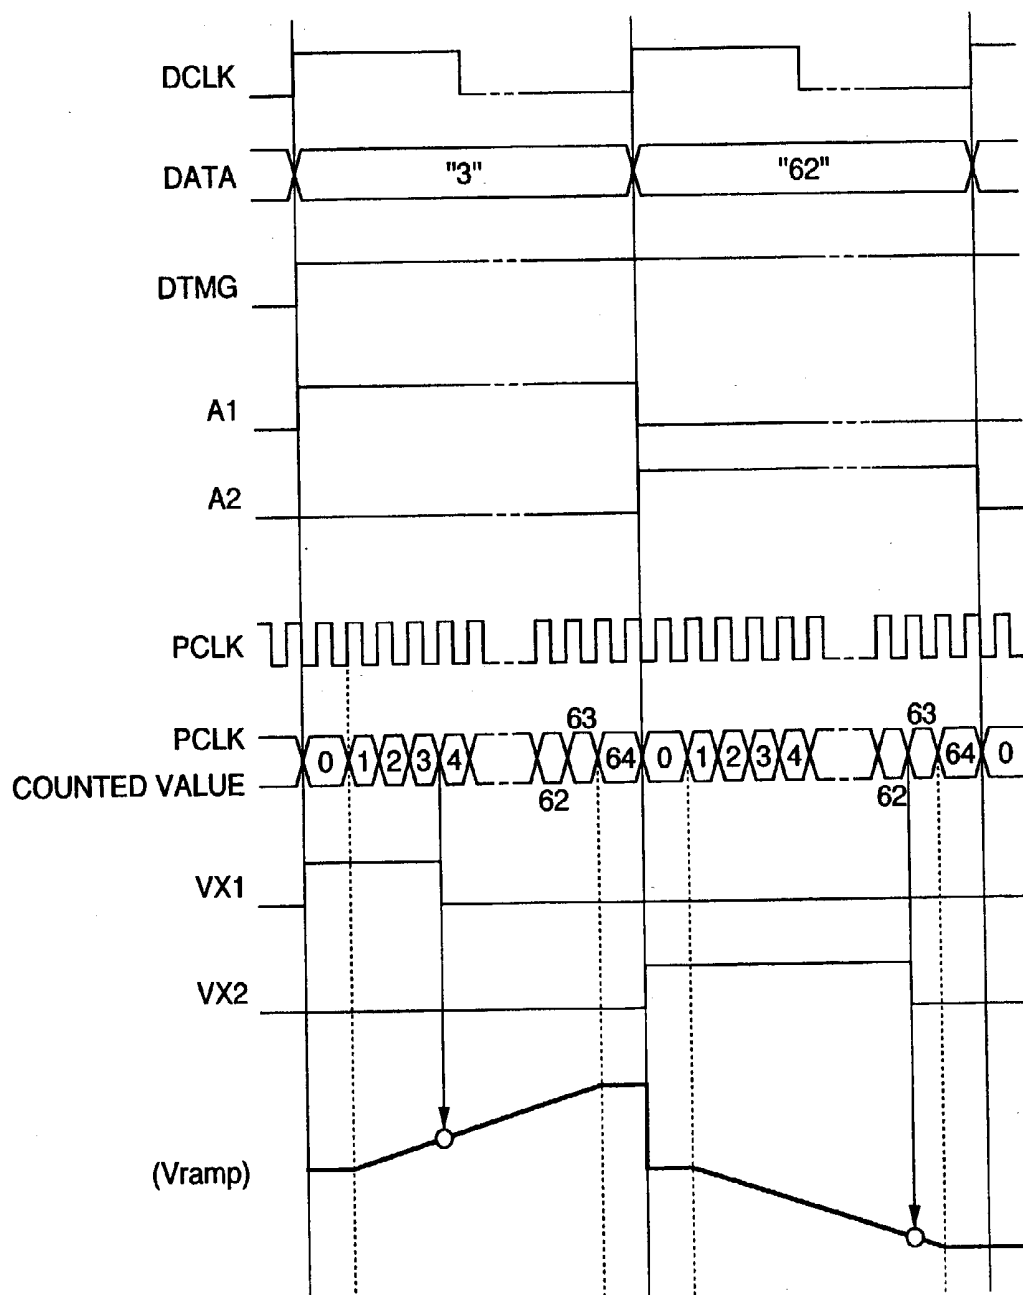 DCLK
DATA "3" "62"
DTMG
A1
A2
PCLK
63 63
PCLK
COUNTED VALUE
0 1 2 3 4 64 0 1 2 3 4 64 0
62 62
VX1
VX2
(Vramp)